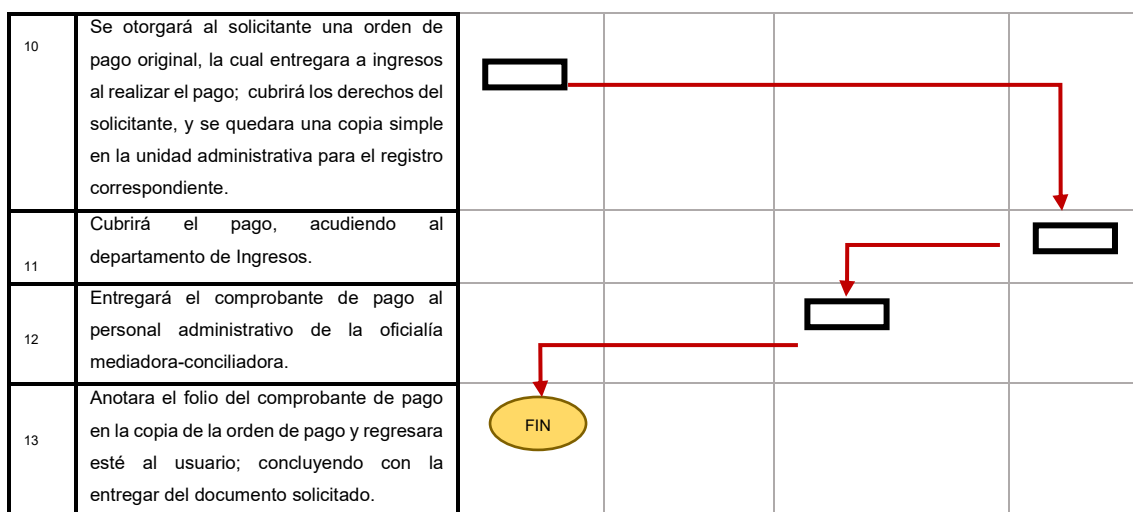 10
Se otorgará al solicitante una orden de
pago original, la cual entregara a ingresos
al realizar el pago; cubrirá los derechos del
solicitante, y se quedara una copia simple
en la unidad administrativa para el registro
correspondiente.
11
Cubrirá el pago, acudiendo al
departamento de Ingresos.
12
Entregará el comprobante de pago al
personal administrativo de la oficialía
mediadora-conciliadora.
13
Anotara el folio del comprobante de pago
en la copia de la orden de pago y regresara
esté al usuario; concluyendo con la
entregar del documento solicitado.
FIN